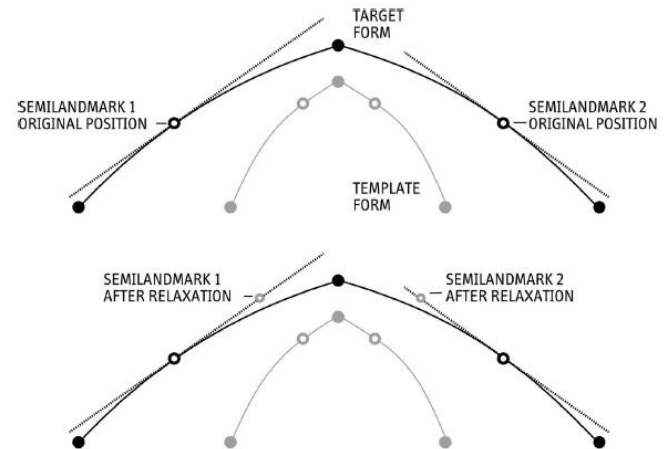 TARGET
FORM
SEMILANDMARK 1
ORIGINAL POSITION
SEMILANDMARK 2
ORIGINAL POSITION
TEMPLATE
FORM
SEMILANDMARK 1
AFTER RELAXATION
SEMILANDMARK 2
AFTER RELAXATION